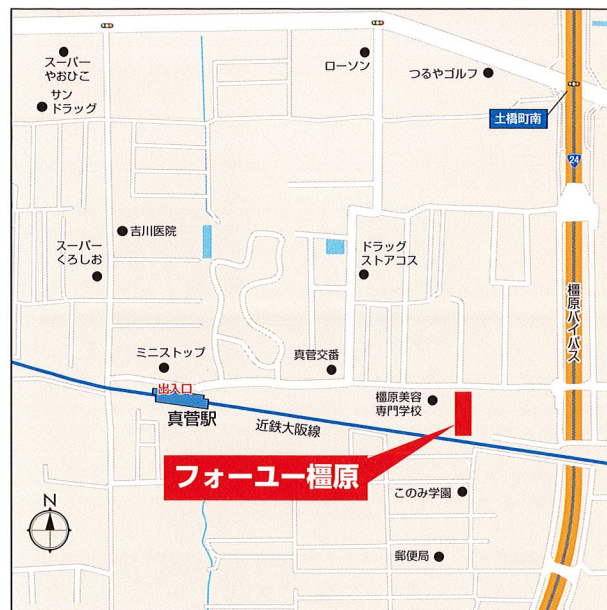 スーパー
やおひこ
サン
ドラッグ
ローソン
つるやゴルフ
土橋町南
24
吉川医院
スーパー
くろしお
ドラッグ
ストアコス
橿原バイパス
ミニストップ
真菅交番
出入口
真菅駅
近鉄大阪線
橿原美容
専門学校
フォーユー橿原
このみ学園
郵便局
N